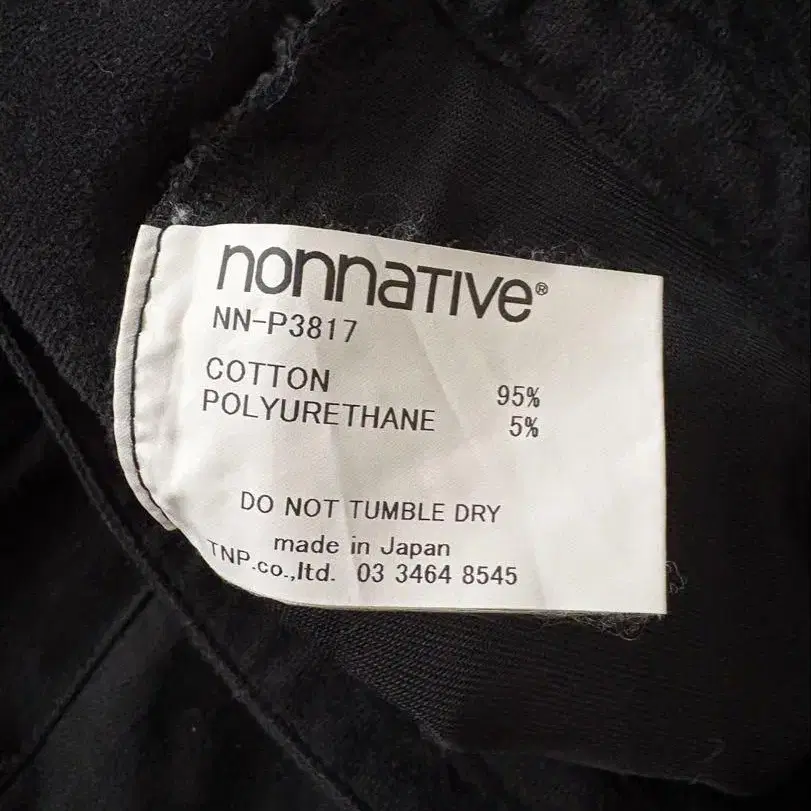 nonnaTIVe®
NN-P3817
COTTON 95%
POLYURETHANE 5%
DO NOT TUMBLE DRY
made in Japan
TNP.co.,ltd. 03 3464 8545